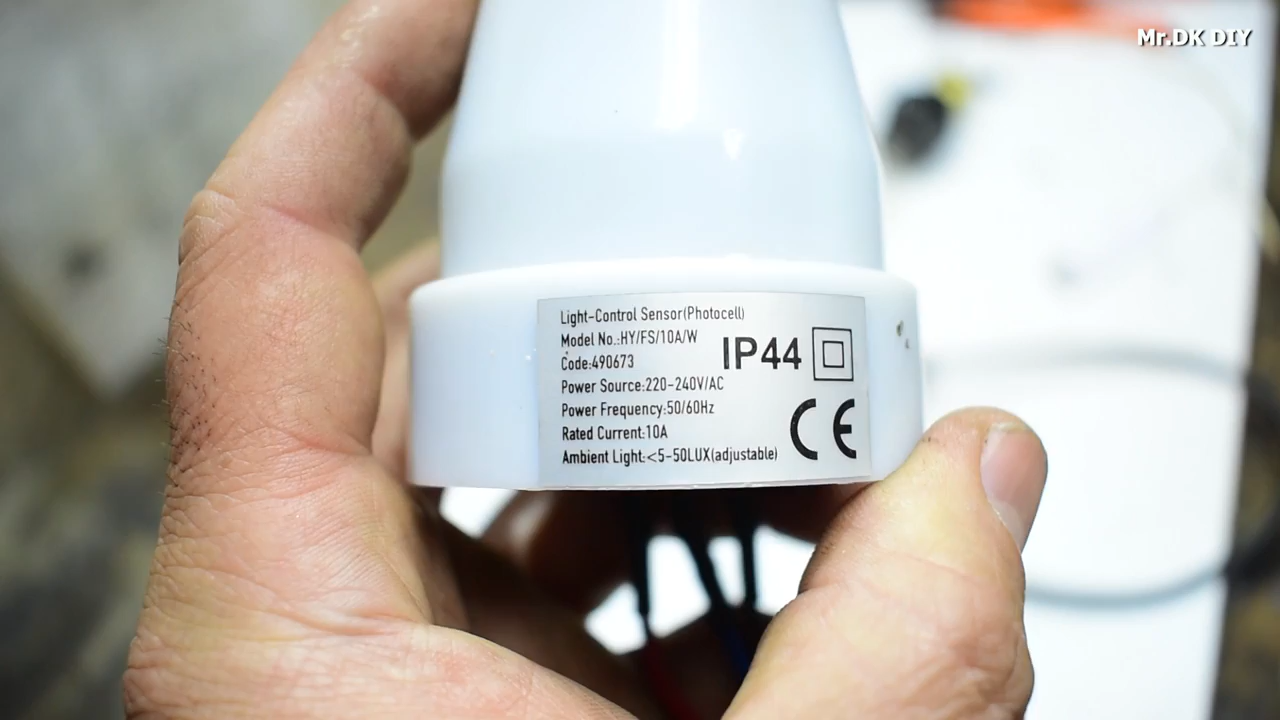 Mr.DK DIY
Light-Control Sensor(Photocell)
Model No.:HY/FS/10A/W
Code:490673
IP44
Power Source:220-240V/AC
Power Frequency:50/60Hz
Rated Current:10A
Ambient Light:<5-50LUX(adjustable)
CE